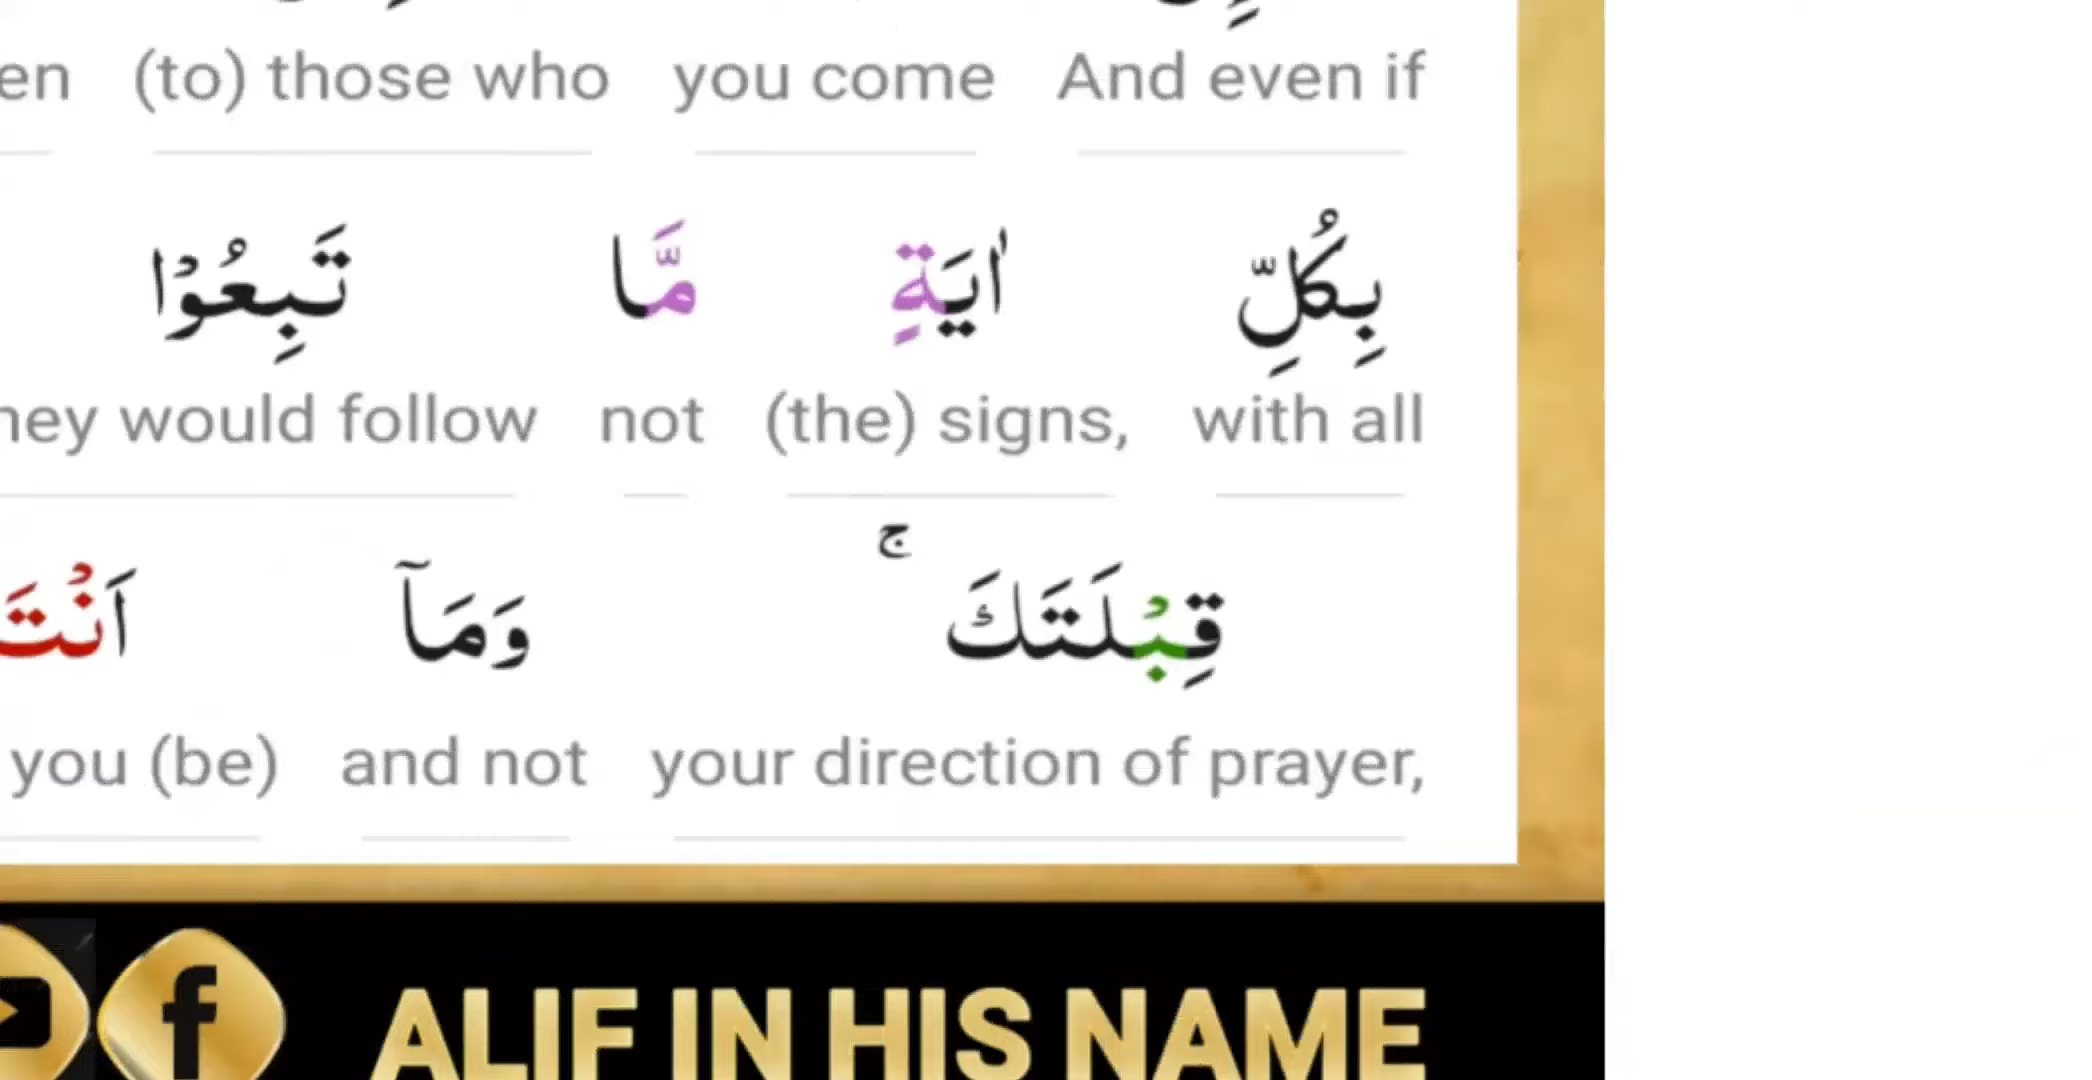 And even if you come (to) those who
بِكُلِّ اٰيَةٍ مَّا تَبِعُوۡا
with all (the) signs, not would follow
قِبۡلَتَكَ ۚ وَمَاۤ اَنۡتَ
your direction of prayer, and not you (be)
ALIF IN HIS NAME